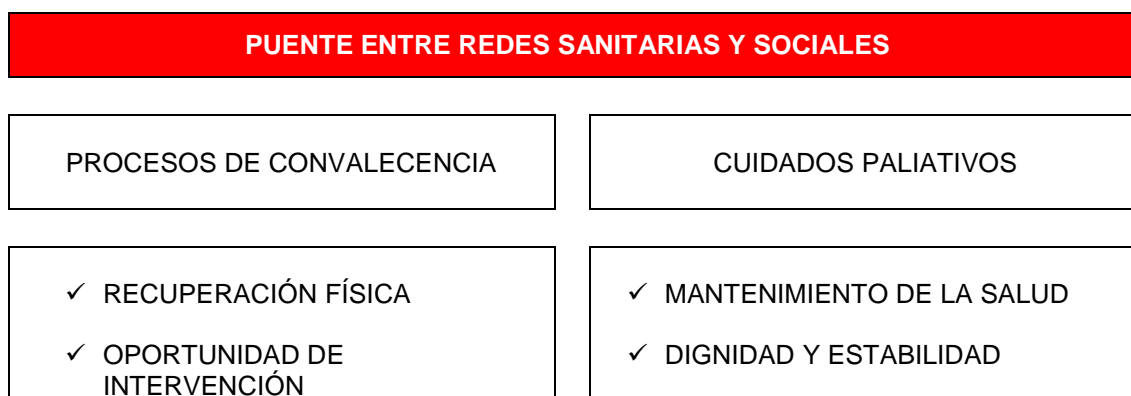 PUENTE ENTRE REDES SANITARIAS Y SOCIALES
PROCESOS DE CONVALECENCIA
CUIDADOS PALIATIVOS
✓ RECUPERACIÓN FÍSICA
✓ OPORTUNIDAD DE
INTERVENCIÓN
✓ MANTENIMIENTO DE LA SALUD
✓ DIGNIDAD Y ESTABILIDAD